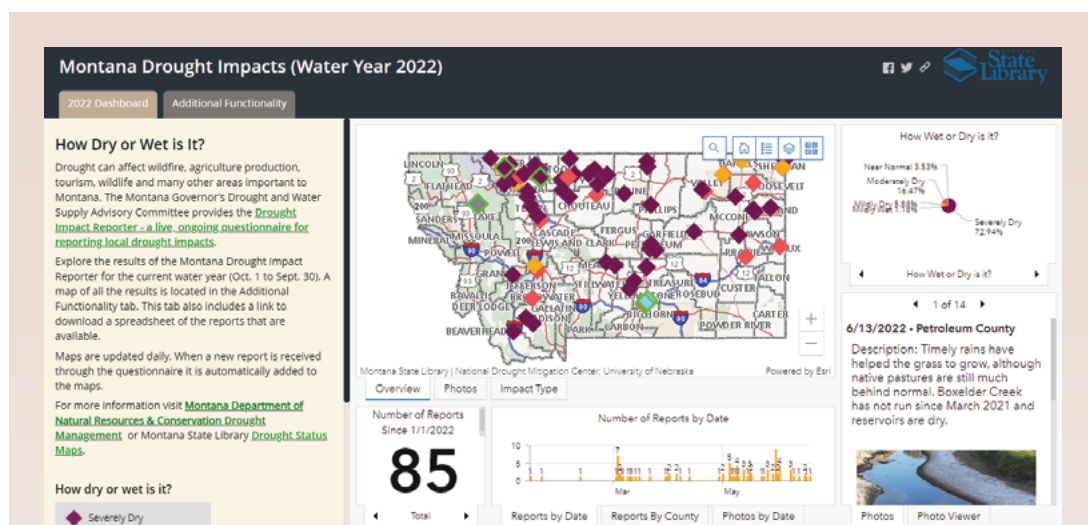 Montana Drought Impacts (Water Year 2022)
State
Library
2022 Dashboard
Additional Functionality
How Dry or Wet is It?
Drought can affect wildfire, agriculture production,
tourism, wildlife and many other areas important to
Montana. The Montana Governor's Drought and Water
Supply Advisory Committee provides the Drought
Impact Reporter - a live, ongoing questionnaire for
reporting local drought impacts.
Explore the results of the Montana Drought Impact
Reporter for the current water year (Oct. 1 to Sept. 30). A
map of all the results is located in the Additional
Functionality tab. This tab also includes a link to
download a spreadsheet of the reports that are
available.
Maps are updated daily. When a new report is received
through the questionnaire it is automatically added to
the maps.
For more information visit Montana Department of
Natural Resources & Conservation Drought
Management or Montana State Library Drought Status
Maps.
How dry or wet is it?
Severely Dry
LINCOLN
FLATHEAD
SANDERS
LAKE
MINERAL
MISSOULA
POWELL
LEWIS AND CLARK
CASCADE
CHOUTEAU
FERGUS
PHILLIPS
VALLEY
ROOSEVELT
MCCONE
GARFIELD
RAVALLI
JEFFERSON
DEER LODGE
BEAVERHEAD
GALLATIN
PARK
CARBON
STILLWATER
TREASURE
ROSEBUD
CUSTER
POWDER RIVER
CARTER
Montana State Library | National Drought Mitigation Center, University of Nebraska
Powered by Esri
Overview
Photos
Impact Type
Number of Reports
Since 1/1/2022
85
Total
Number of Reports by Date
10
5
0
Mar
May
Reports by Date
Reports By County
Photos by Date
How Wet or Dry is it?
Near Normal 3.53%
Moderately Dry
16.47%
Severely Dry
72.94%
How Wet or Dry is it?
1 of 14
6/13/2022 - Petroleum County
Description: Timely rains have
helped the grass to grow, although
native pastures are still much
behind normal. Boxelder Creek
has not run since March 2021 and
reservoirs are dry.
Photos
Photo Viewer